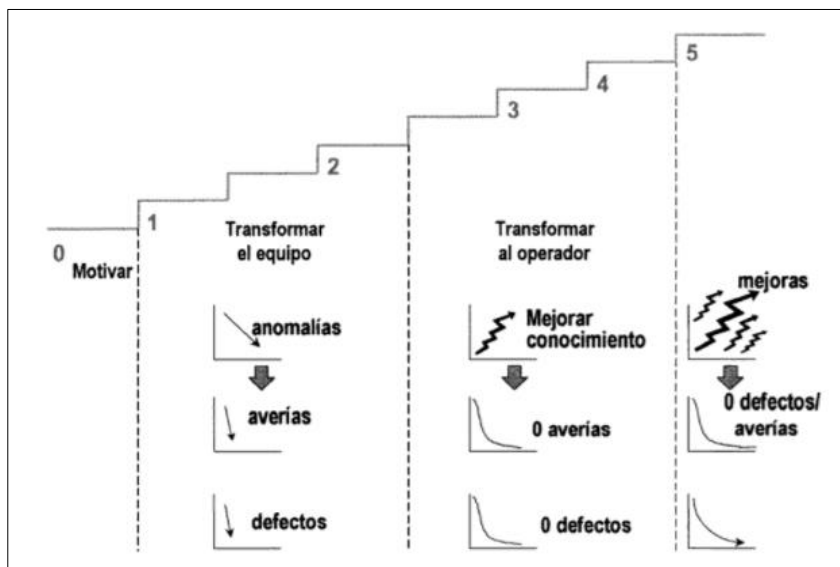 5
4
3
2
1
0
Motivar
Transformar
el equipo
Transformar
al operador
anomalías
averías
defectos
Mejorar
conocimiento
0 averías
0 defectos
mejoras
0 defectos/
averías